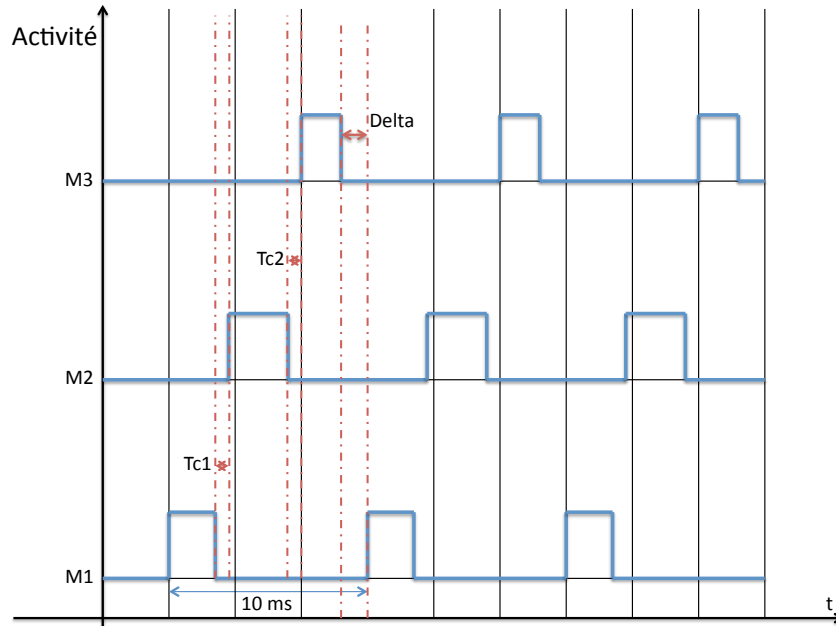 Activité
Delta
M3
Tc2
M2
Tc1
M1
10 ms
t